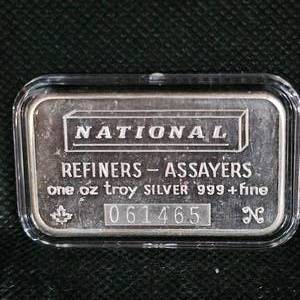 NATIONAL
REFINERS – ASSAYERS
one oz troy SILVER 999+fine
061465
N